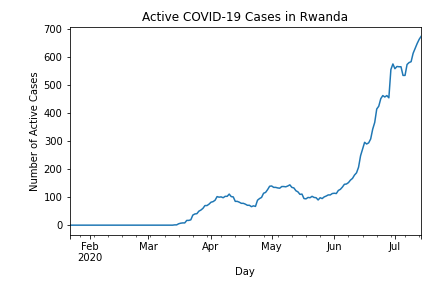 Active COVID-19 Cases in Rwanda
700
600
500
400
300
200
100
0
Number of Active Cases
Feb
2020
Mar
Apr
May
Jun
Jul
Day